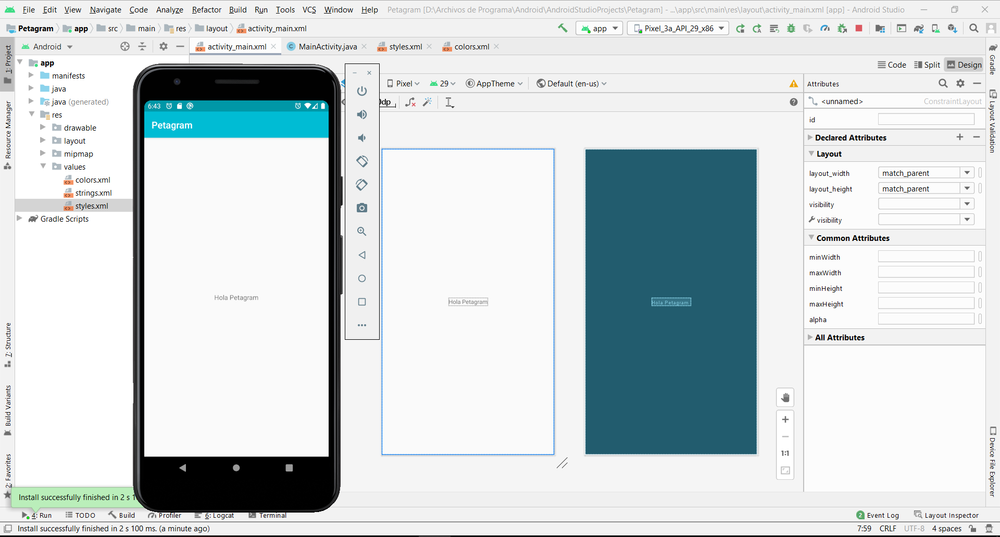 File Edit View Navigate Code Analyze Refactor Build Run Tools VCS Window Help Petagram [D:\Archivos de Programa\Android\AndroidStudioProjects\Petagram] - ...\app\src\main\res\layout\activity_main.xml [app] - Android Studio
Petagram app src main res layout activity_main.xml app Pixel_3a_API_29_x86
Android activity_main.xml MainActivity.java styles.xml colors.xml
1: Project
Resource Manager
7: Structure
Build Variants
2: Favorites
app
manifests
java
java (generated)
res
drawable
layout
mipmap
values
colors.xml
strings.xml
styles.xml
Gradle Scripts
6:43
Petagram
Hola Petagram
Code Split Design
Pixel 29 AppTheme Default (en-us)
0dp
Hola Petagram
Hola Petagram
1:1
Attributes
<unnamed> ConstraintLayout
id
Declared Attributes
Layout
layout_width match_parent
layout_height match_parent
visibility
visibility
Common Attributes
minWidth
maxWidth
minHeight
maxHeight
alpha
All Attributes
Gradle
Layout Validation
Device File Explorer
Install successfully finished in 2 s 1
4: Run TODO Build Profiler 6: Logcat Terminal 2 Event Log Layout Inspector
Install successfully finished in 2 s 100 ms. (a minute ago) 7:59 CRLF UTF-8 4 spaces